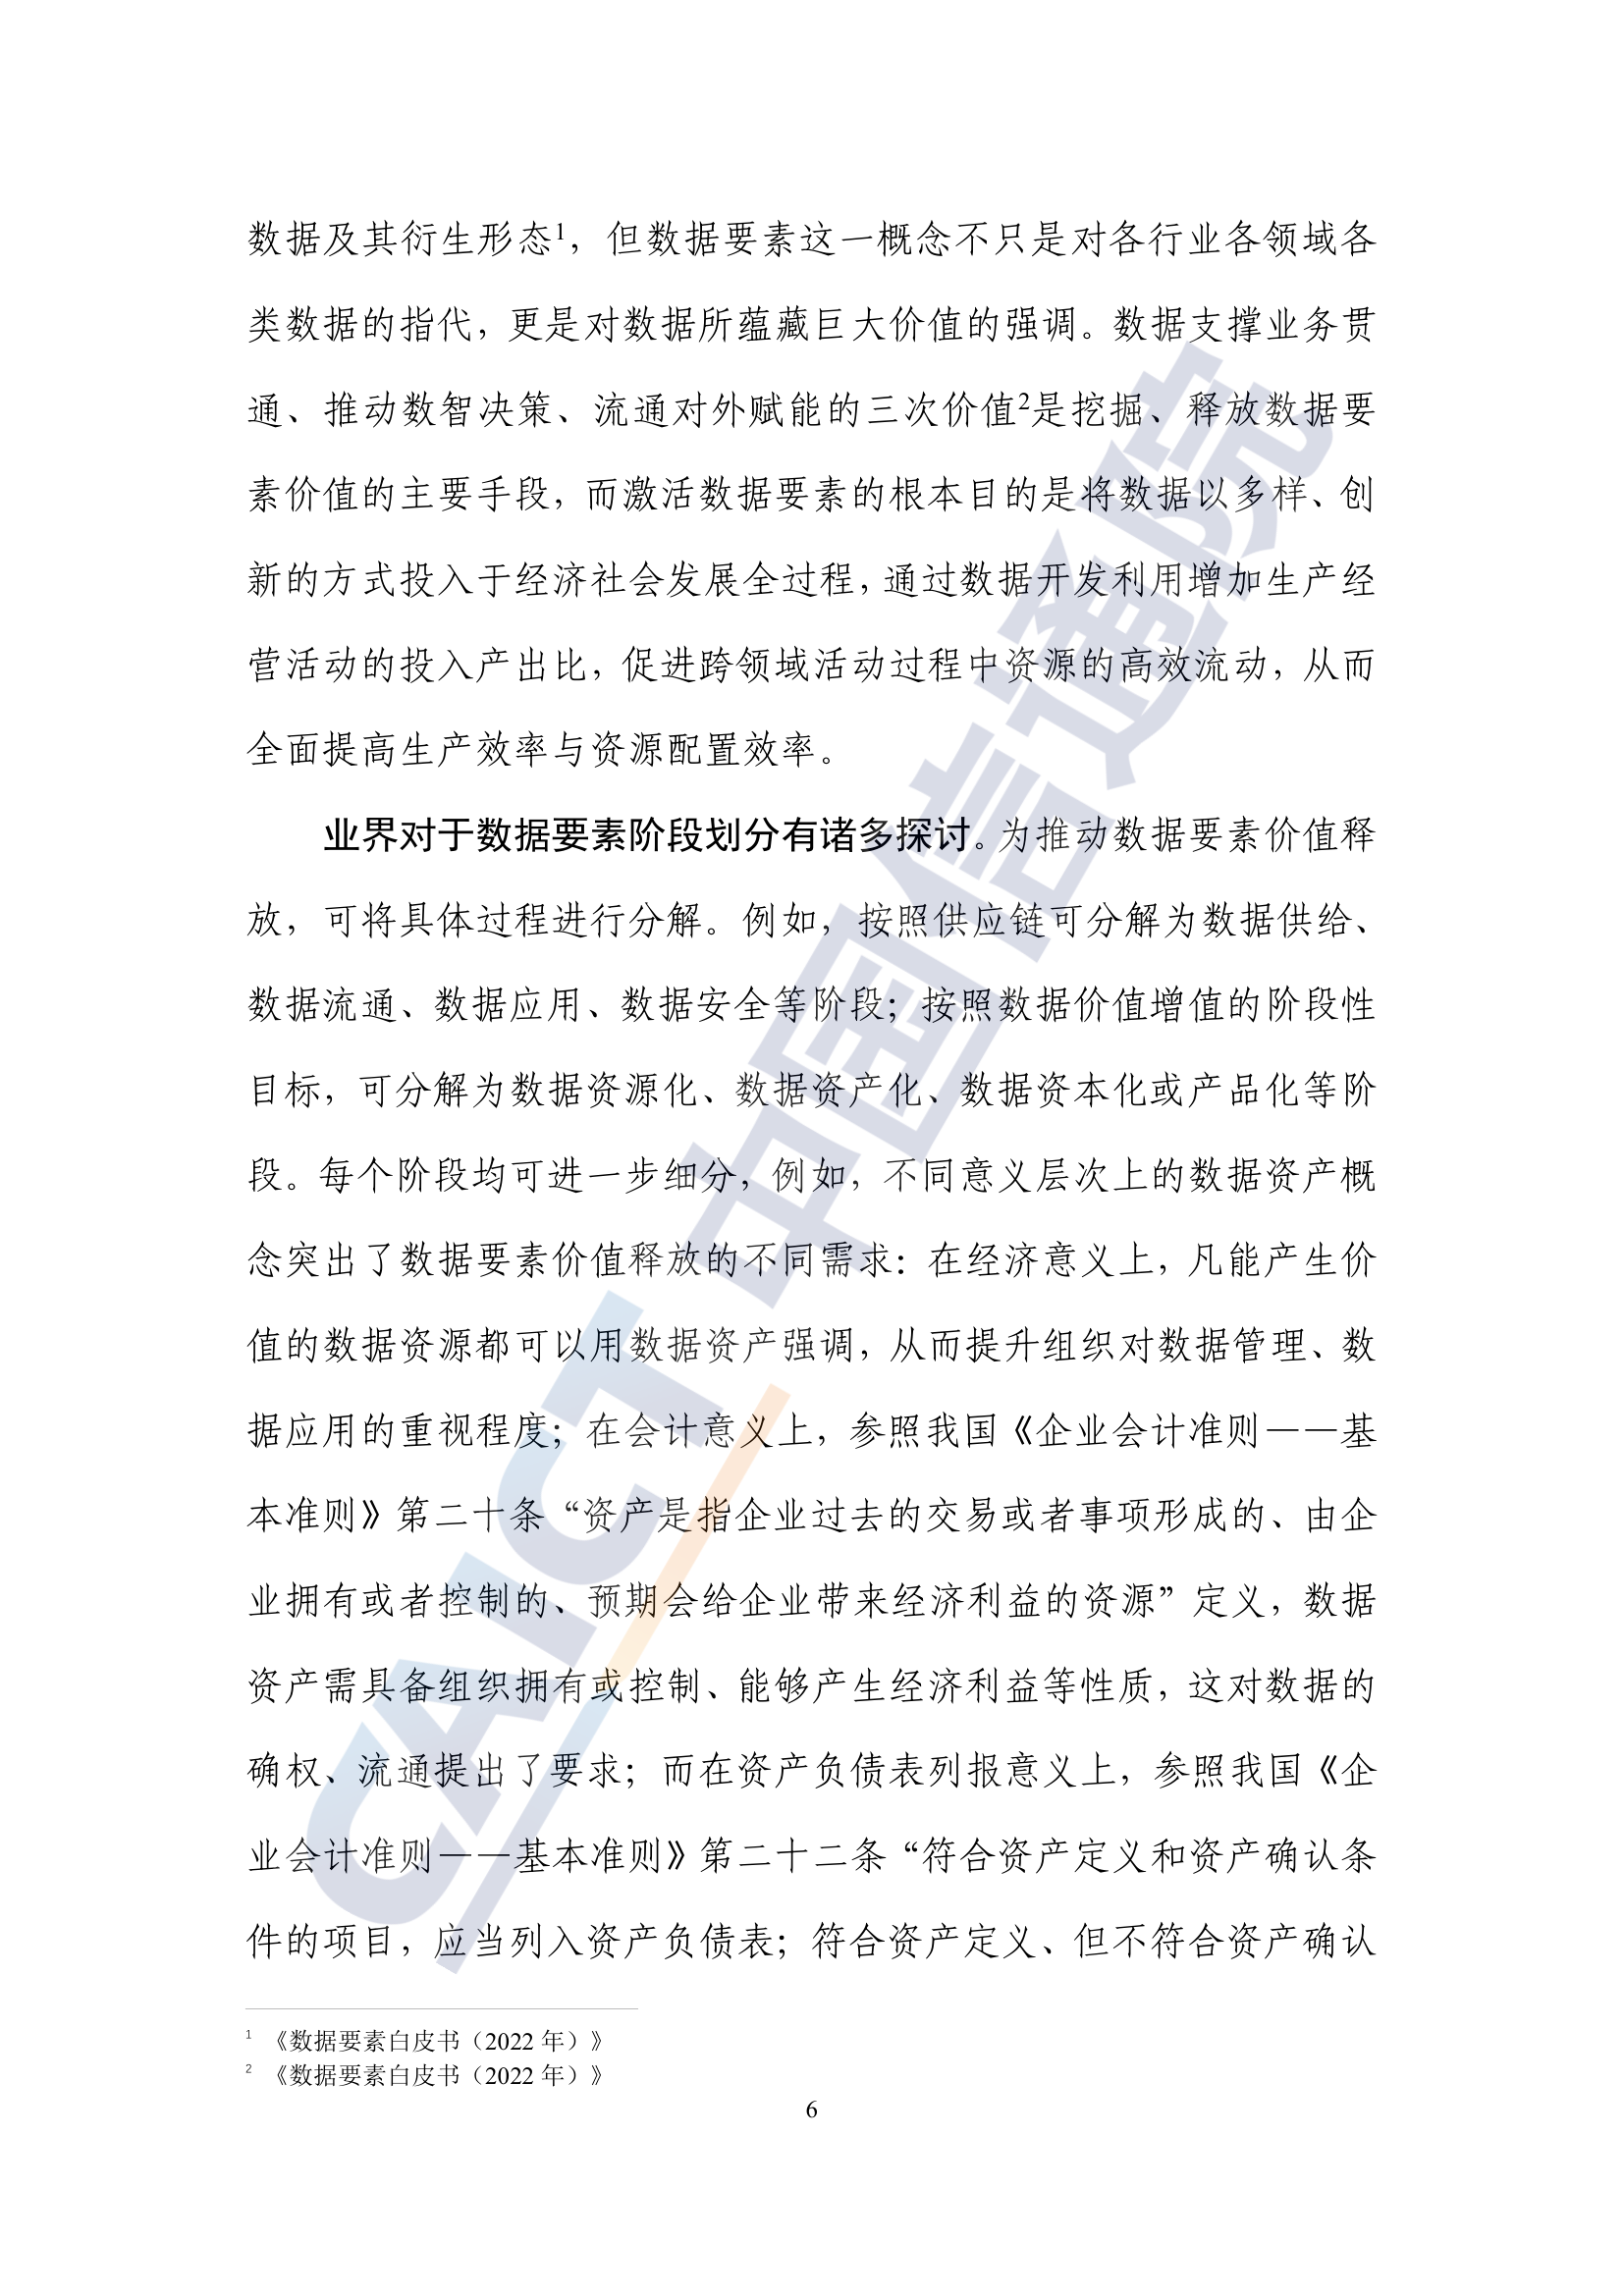 数据及其衍生形态1，但数据要素这一概念不只是对各行业各领域各
类数据的指代，更是对数据所蕴藏巨大价值的强调。数据支撑业务贯
通、推动数智决策、流通对外赋能的三次价值2是挖掘、释放数据要
素价值的主要手段，而激活数据要素的根本目的是将数据以多样、创
新的方式投入于经济社会发展全过程，通过数据开发利用增加生产经
营活动的投入产出比，促进跨领域活动过程中资源的高效流动，从而
全面提高生产效率与资源配置效率。
业界对于数据要素阶段划分有诸多探讨。为推动数据要素价值释
放，可将具体过程进行分解。例如，按照供应链可分解为数据供给、
数据流通、数据应用、数据安全等阶段；按照数据价值增值的阶段性
目标，可分解为数据资源化、数据资产化、数据资本化或产品化等阶
段。每个阶段均可进一步细分，例如，不同意义层次上的数据资产概
念突出了数据要素价值释放的不同需求：在经济意义上，凡能产生价
值的数据资源都可以用数据资产强调，从而提升组织对数据管理、数
据应用的重视程度；在会计意义上，参照我国《企业会计准则——基
本准则》第二十条“资产是指企业过去的交易或者事项形成的、由企
业拥有或者控制的、预期会给企业带来经济利益的资源”定义，数据
资产需具备组织拥有或控制、能够产生经济利益等性质，这对数据的
确权、流通提出了要求；而在资产负债表列报意义上，参照我国《企
业会计准则——基本准则》第二十二条“符合资产定义和资产确认条
件的项目，应当列入资产负债表；符合资产定义、但不符合资产确认
1 《数据要素白皮书（2022 年）》
2 《数据要素白皮书（2022 年）》
6
CAICT 中国信通院